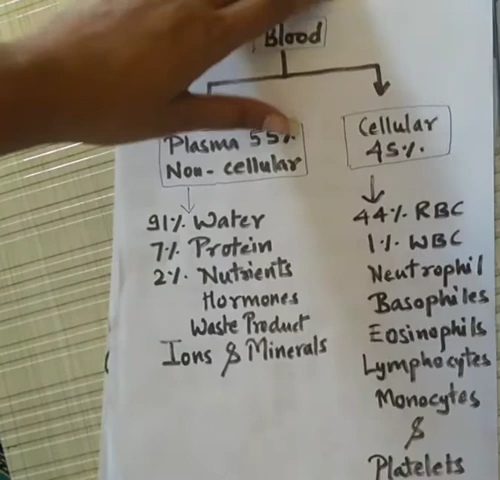 Blood
Plasma 55%
Non-cellular
91% Water
7% Protein
2% Nutrients
Hormones
Waste Product
Ions & Minerals
Cellular
45%.
44% RBC
1% WBC
Neutrophil
Basophiles
Eosinophils
Lymphocytes
Monocytes
&
Platelets